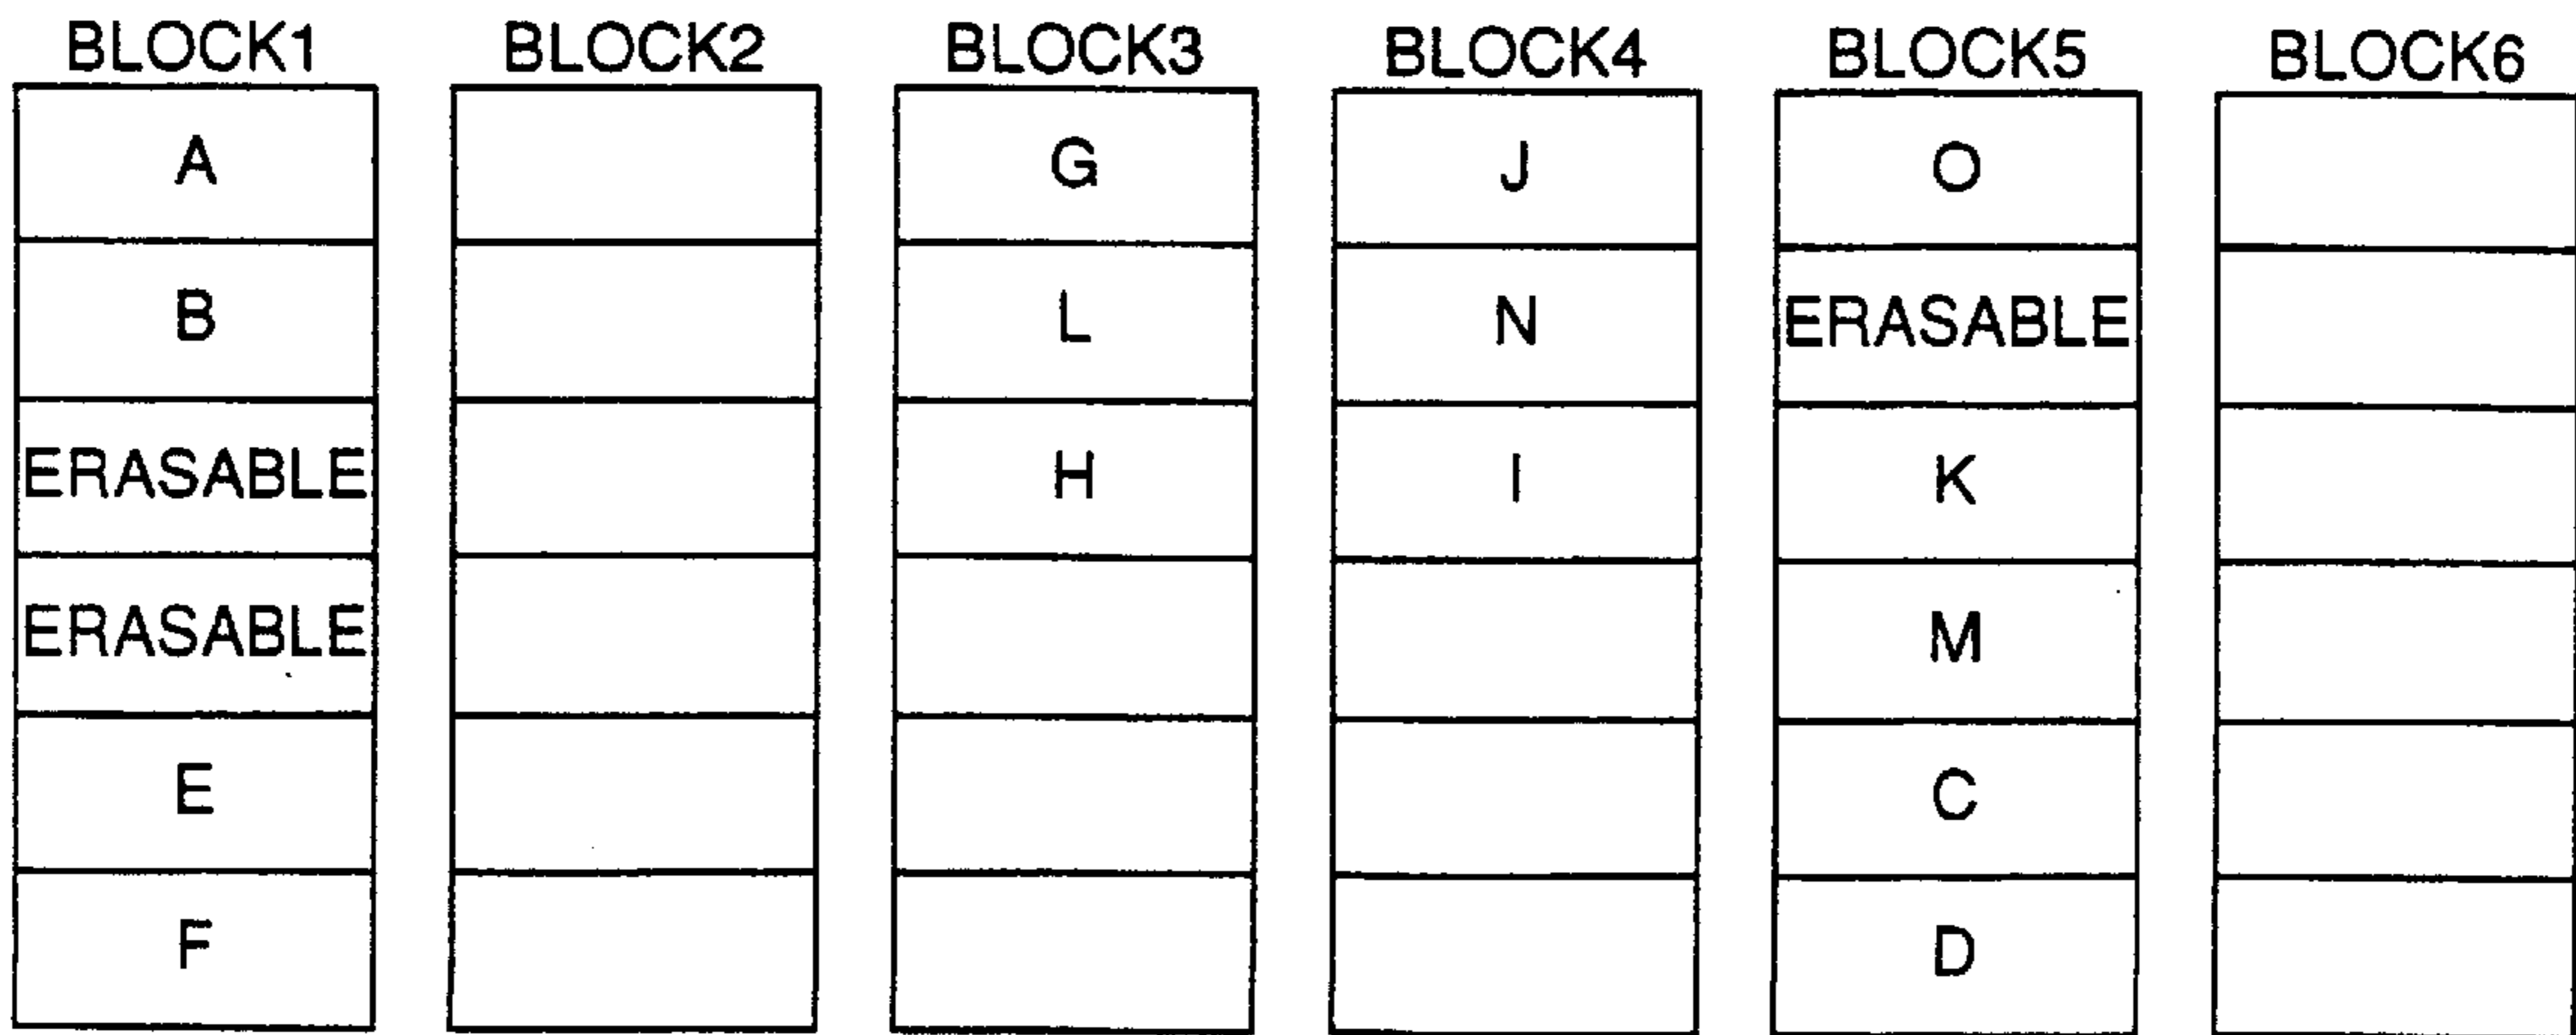 BLOCK1 BLOCK2 BLOCK3 BLOCK4 BLOCK5 BLOCK6
A G J O
B L N ERASABLE
ERASABLE H I K
ERASABLE M
E C
F D